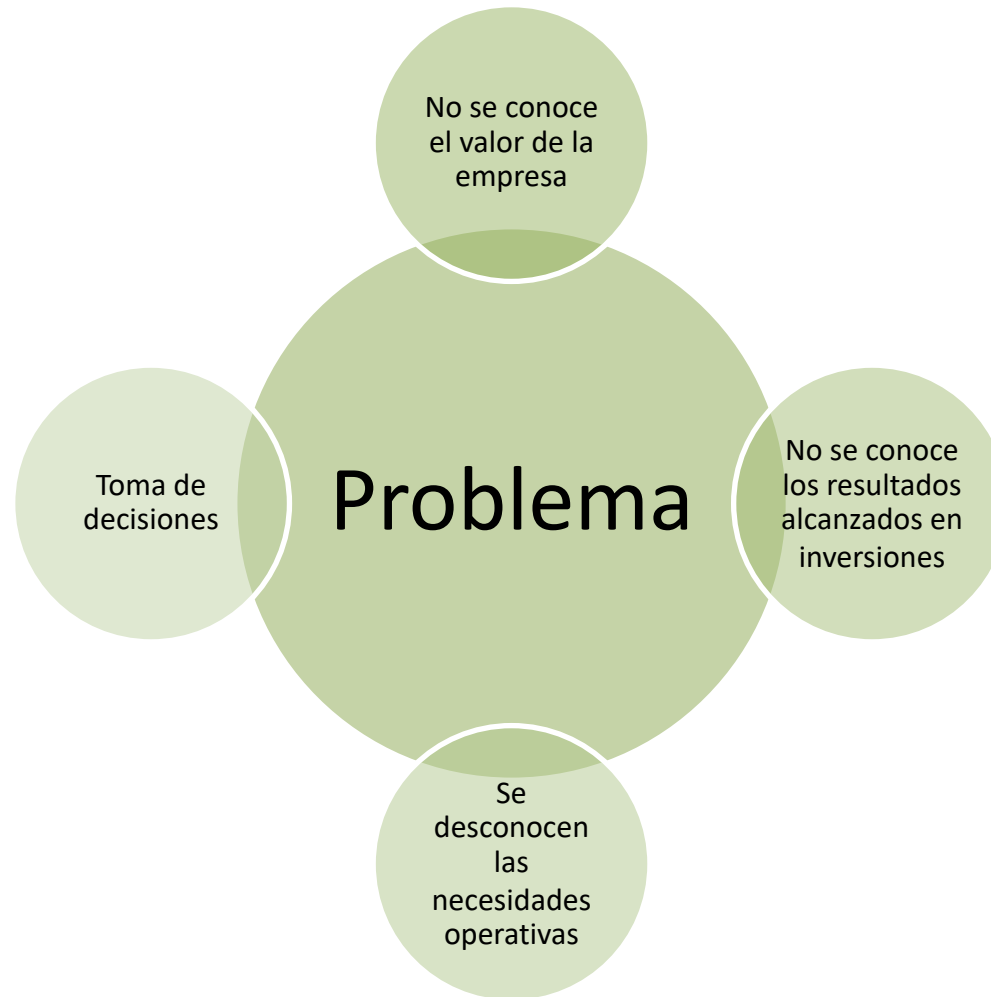 No se conoce
el valor de la
empresa
Toma de
decisiones
Problema
No se conoce
los resultados
alcanzados en
inversiones
Se
desconocen
las
necesidades
operativas